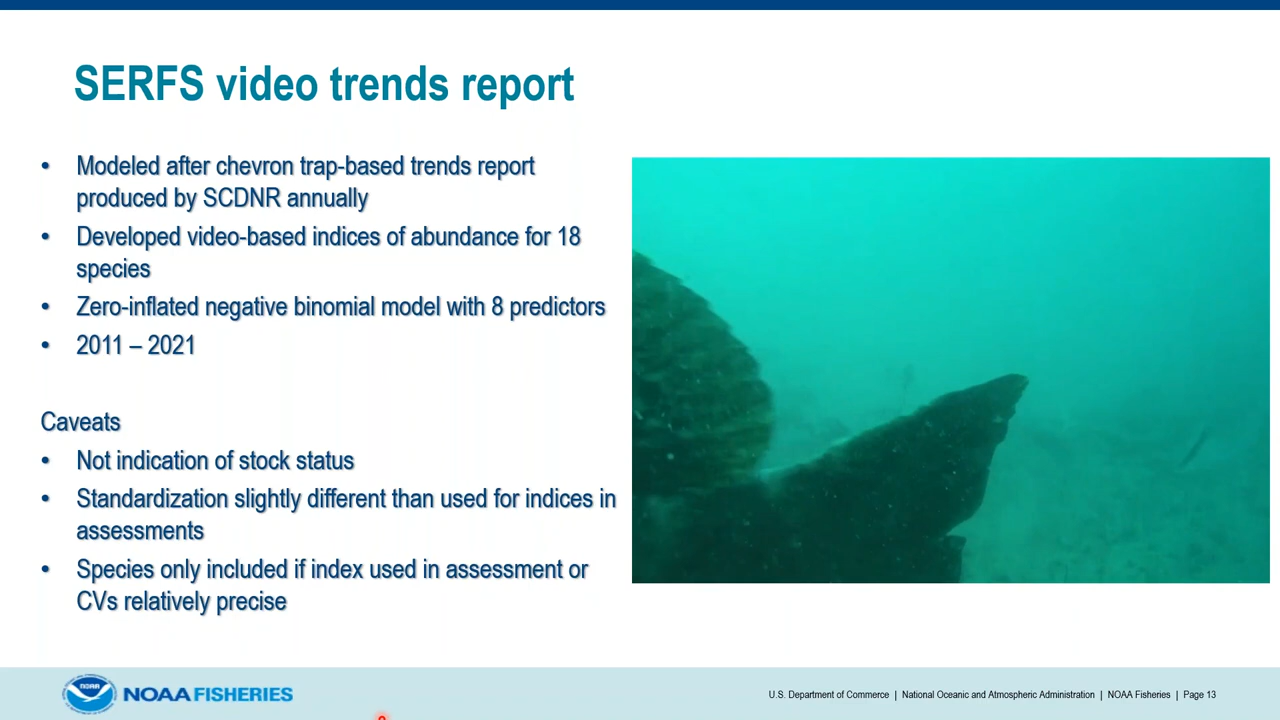 SERFS video trends report
• Modeled after chevron trap-based trends report
produced by SCDNR annually
• Developed video-based indices of abundance for 18
species
• Zero-inflated negative binomial model with 8 predictors
• 2011 – 2021
Caveats
• Not indication of stock status
• Standardization slightly different than used for indices in
assessments
• Species only included if index used in assessment or
CVs relatively precise
NOAA
NOAA FISHERIES
U.S. Department of Commerce | National Oceanic and Atmospheric Administration | NOAA Fisheries | Page 13